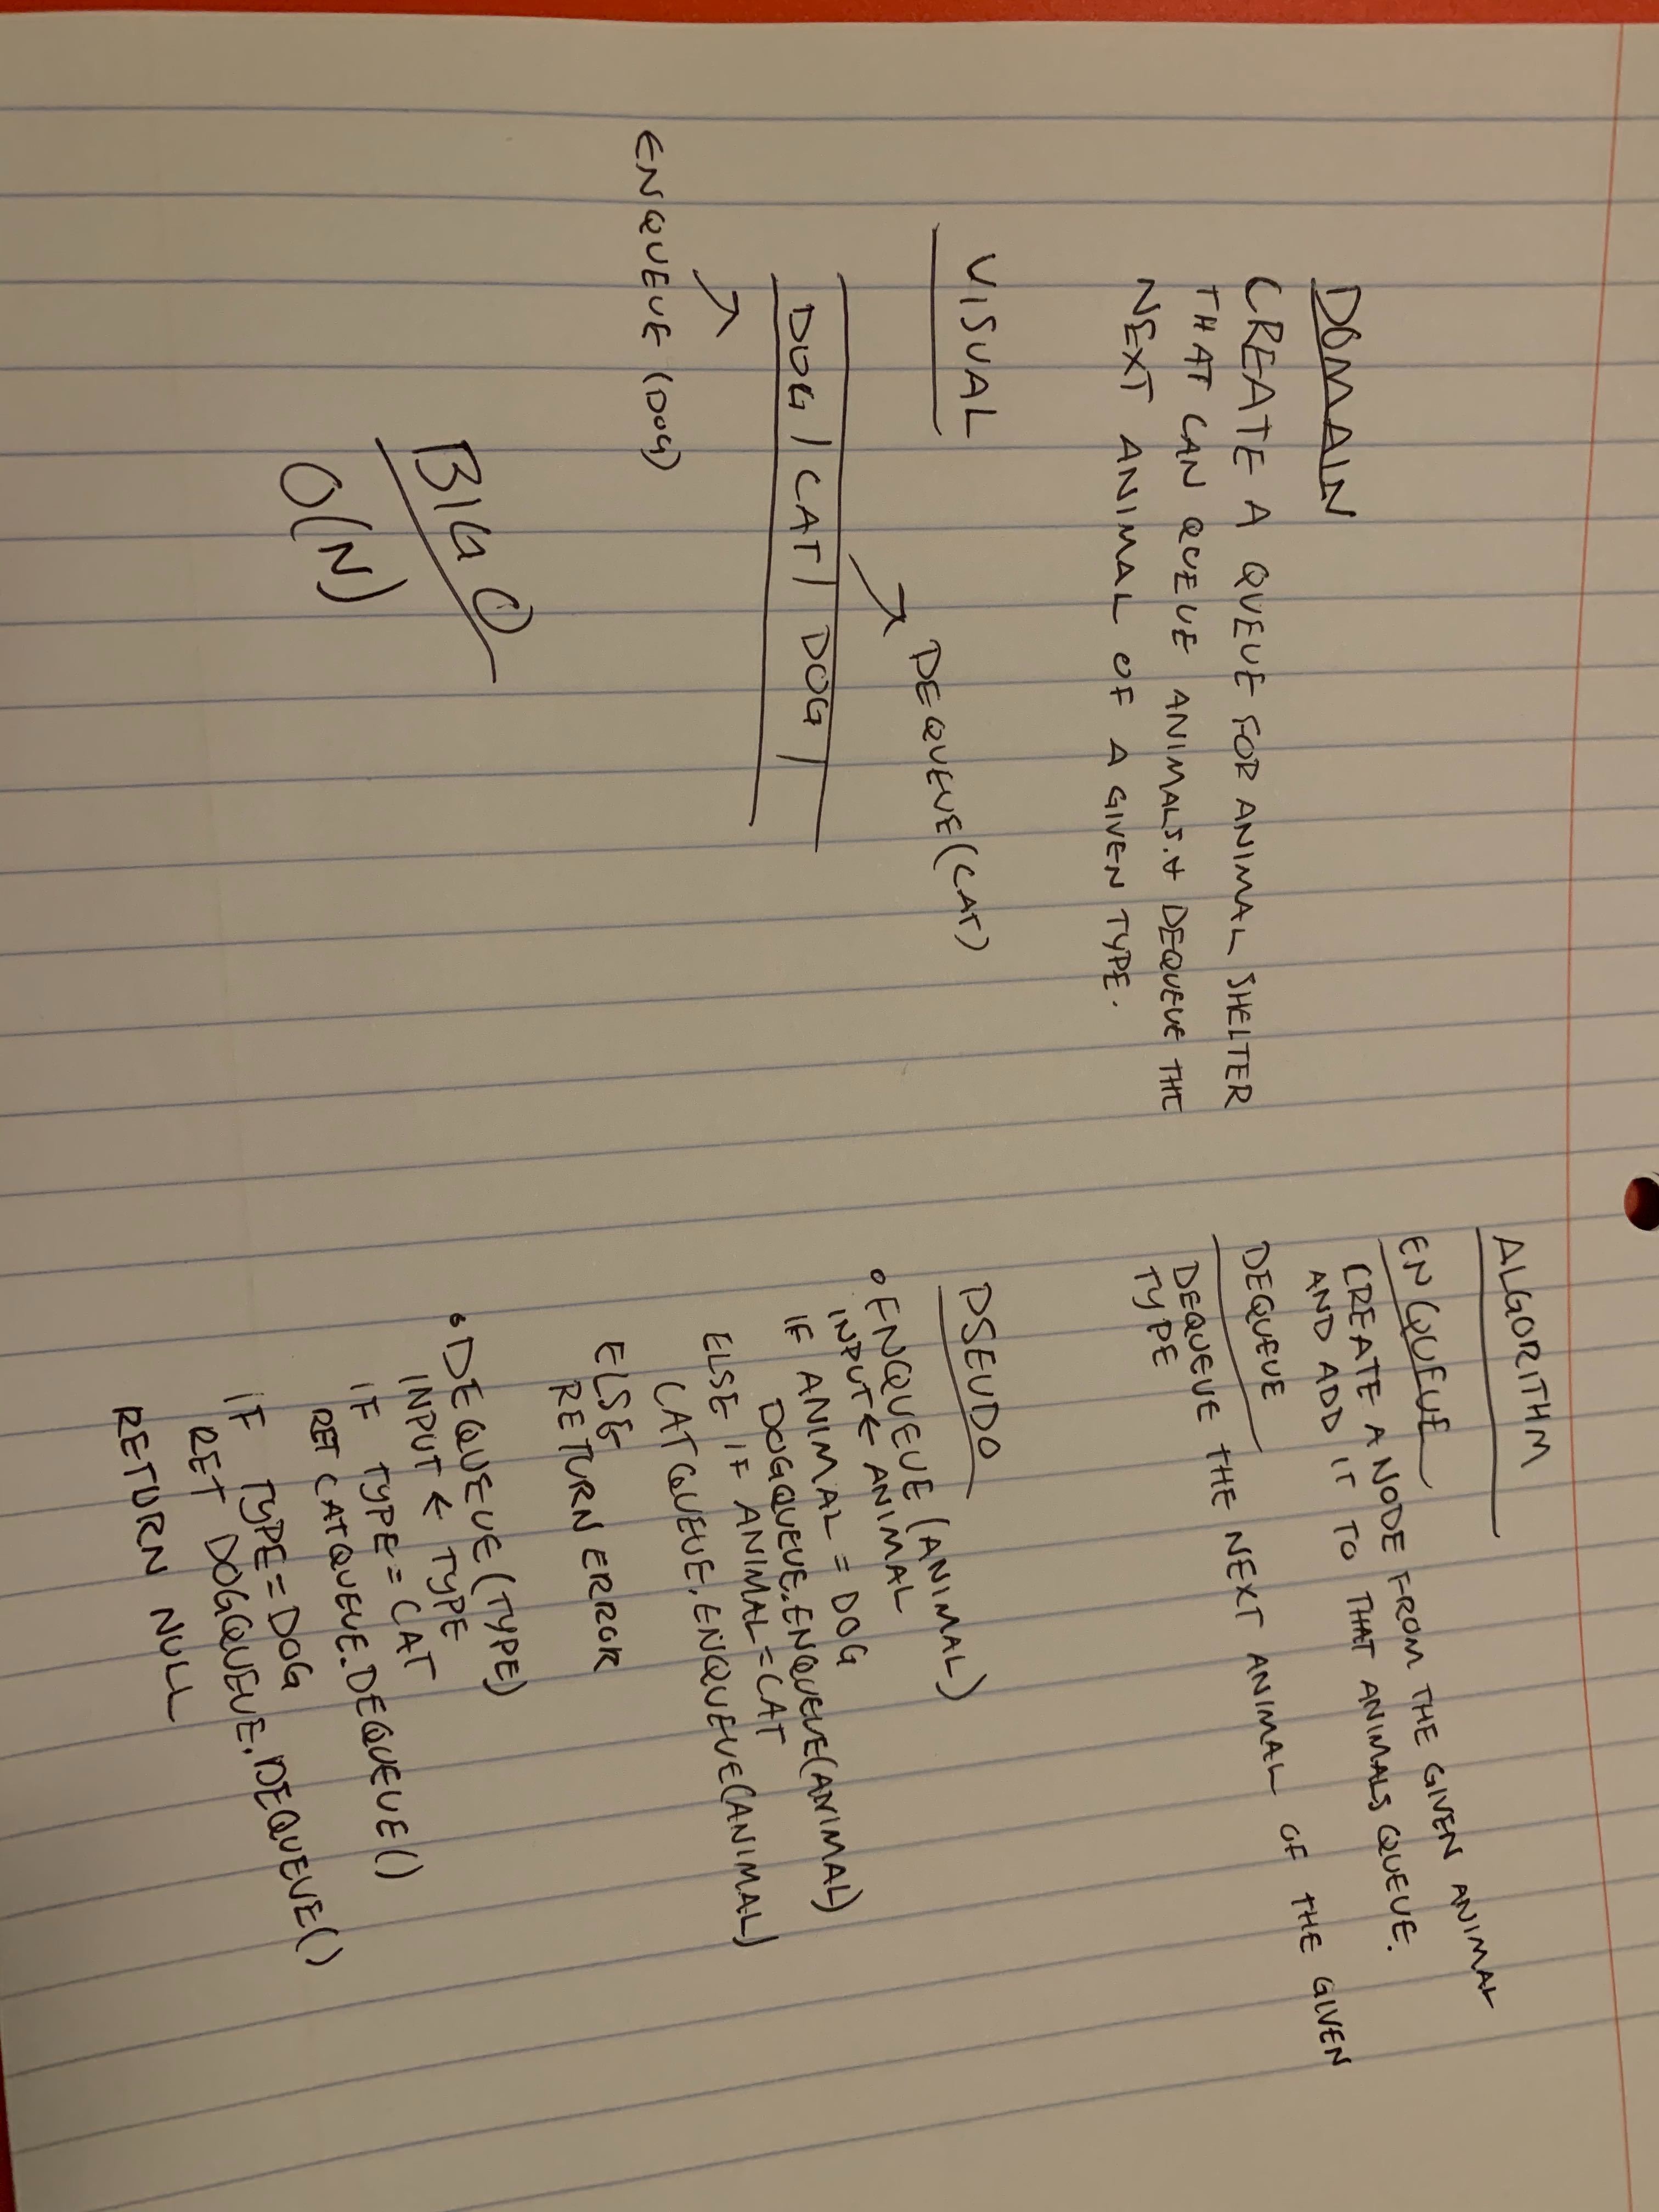 DOMAIN
CREATE A QUEUE FOR ANIMAL SHELTER
THAT CAN QUEUE ANIMALS.+ DEQUEUE THE
NEXT ANIMAL OF A GIVEN TYPE.
VISUAL
DEQUEUE(CAT)
DOG / CAT / DOG /
ENQUEUE (DOG)
BIG O
O(N)
ALGORITHM
ENQUEUE
CREATE A NODE FROM THE GIVEN ANIMAL
AND ADD IT TO THAT ANIMALS QUEUE.
DEQUEUE
DEQUEUE THE NEXT ANIMAL OF THE GIVEN
TYPE
PSEUDO
• ENQUEUE (ANIMAL)
INPUT ← ANIMAL
IF ANIMAL = DOG
DOGQUEUE.ENQUEUE(ANIMAL)
ELSE IF ANIMAL = CAT
CATQUEUE.ENQUEUE(ANIMAL)
ELSE
RETURN ERROR
• DEQUEUE (TYPE)
INPUT ← TYPE
IF TYPE = CAT
RET CATQUEUE.DEQUEUE()
IF TYPE = DOG
RET DOGQUEUE.DEQUEUE()
RETURN NULL